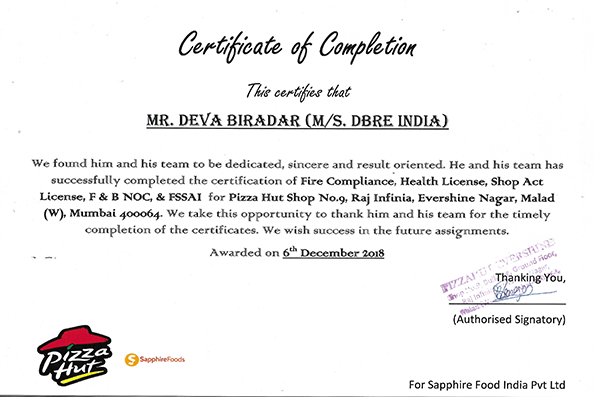 Certificate of Completion
This certifies that
MR. DEVA BIRADAR (M/S. DBRE INDIA)
We found him and his team to be dedicated, sincere and result oriented. He and his team has
successfully completed the certification of Fire Compliance, Health License, Shop Act
License, F & B NOC, & FSSAI for Pizza Hut Shop No.9, Raj Infinia, Evershine Nagar, Malad
(W), Mumbai 400064. We take this opportunity to thank him and his team for the timely
completion of the certificates. We wish success in the future assignments.
Awarded on 6th December 2018
PIZZAHUT EVERSHINE
Ground Floor,
Thanking You,
(Authorised Signatory)
Pizza
Hut
S SapphireFoods
For Sapphire Food India Pvt Ltd